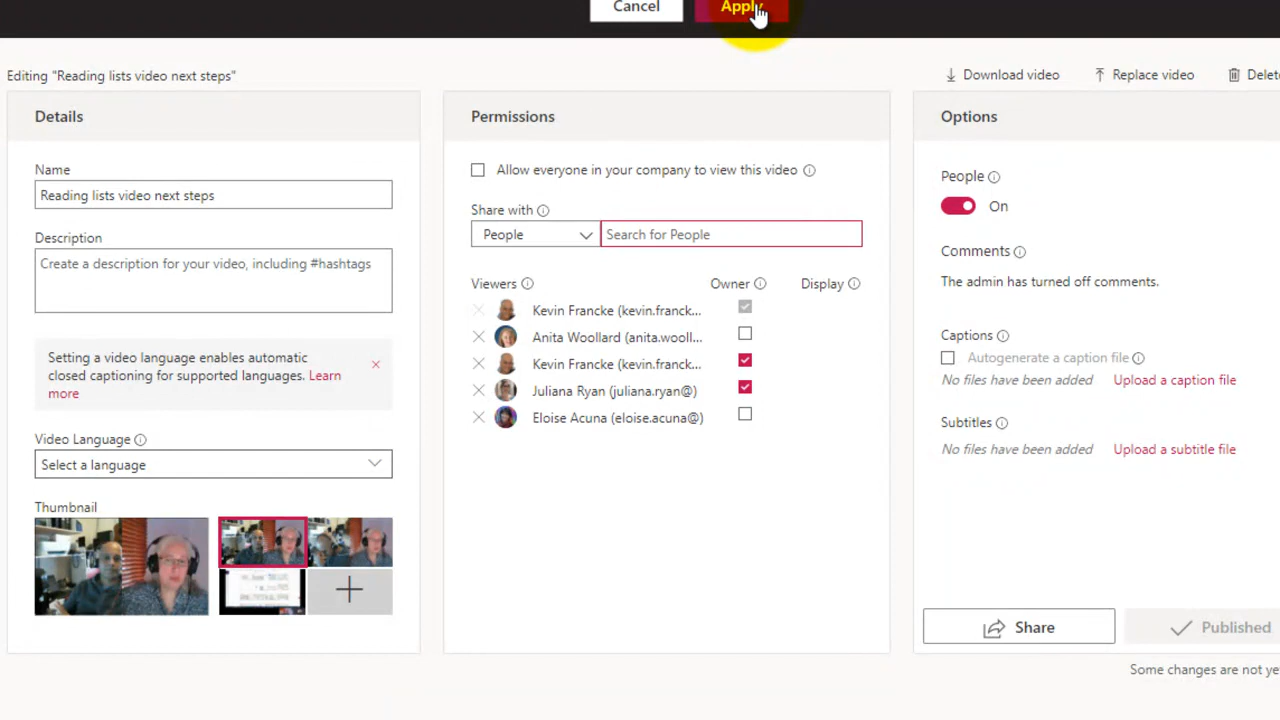 Cancel
Apply
Editing "Reading lists video next steps"
Download video
Replace video
Delete
Details
Name
Reading lists video next steps
Description
Create a description for your video, including #hashtags
Setting a video language enables automatic
closed captioning for supported languages. Learn
more
Video Language
Select a language
Thumbnail
Permissions
Allow everyone in your company to view this video
Share with
People
Search for People
Viewers
Owner
Display
Kevin Francke (kevin.franck...
Anita Woollard (anita.wooll...
Kevin Francke (kevin.franck...
Juliana Ryan (juliana.ryan@)
Eloise Acuna (eloise.acuna@)
Options
People
On
Comments
The admin has turned off comments.
Captions
Autogenerate a caption file
No files have been added
Upload a caption file
Subtitles
No files have been added
Upload a subtitle file
Share
Published
Some changes are not ye